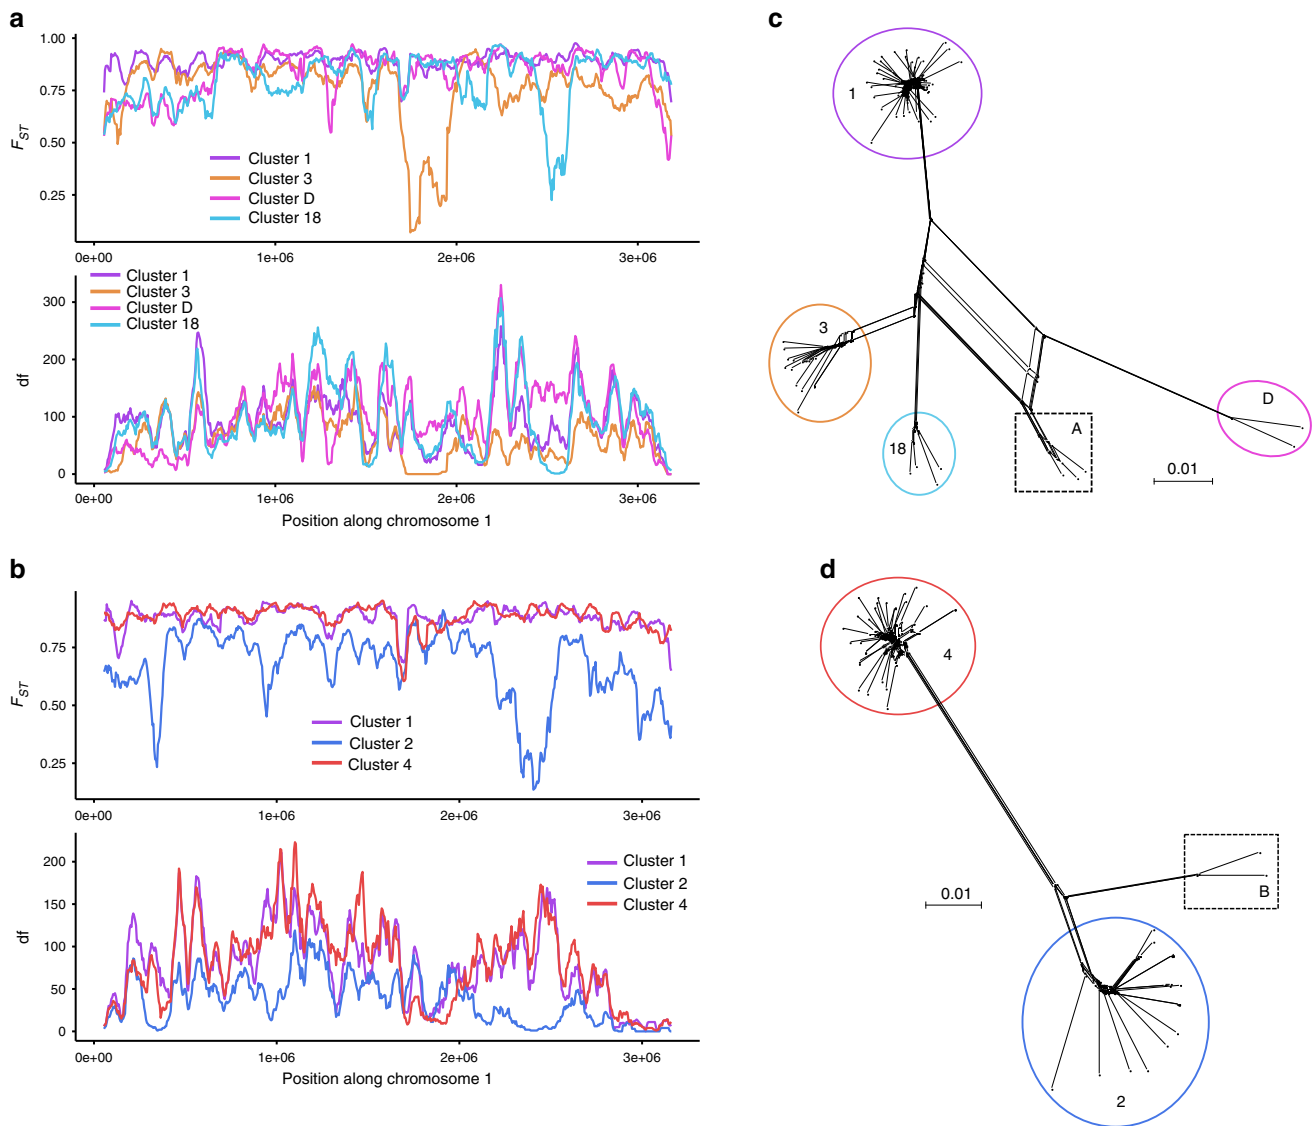 a
1.00
0.75
0.50
0.25
F_ST
Cluster 1
Cluster 3
Cluster D
Cluster 18
0e+00
1e+06
2e+06
3e+06
Cluster 1
Cluster 3
Cluster D
Cluster 18
300
200
100
0
df
0e+00
1e+06
2e+06
3e+06
Position along chromosome 1
b
0.75
0.50
0.25
F_ST
Cluster 1
Cluster 2
Cluster 4
0e+00
1e+06
2e+06
3e+06
200
150
100
50
0
df
Cluster 1
Cluster 2
Cluster 4
0e+00
1e+06
2e+06
3e+06
Position along chromosome 1
c
1
3
18
A
D
0.01
d
4
0.01
B
2